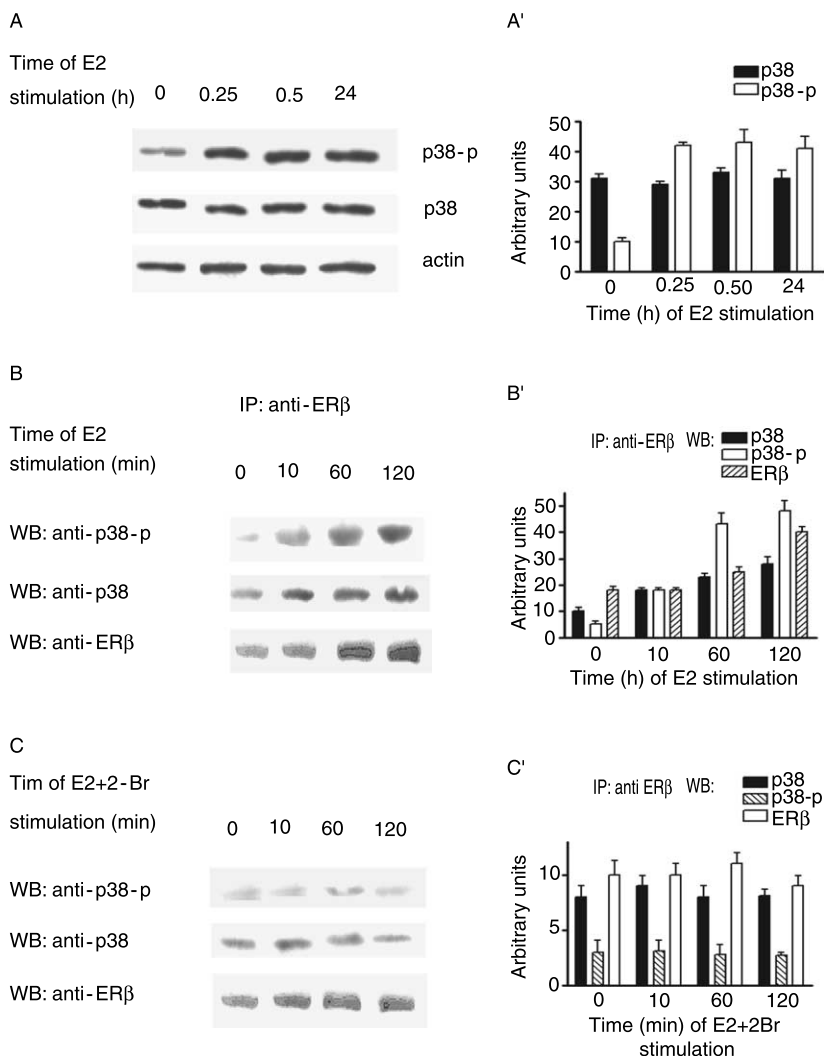 A
Time of E2
stimulation (h) 0 0.25 0.5 24
p38-p
p38
actin
A'
p38
p38-p
50
40
30
20
10
0
Arbitrary units
0 0.25 0.50 24
Time (h) of E2 stimulation
B
IP: anti-ERβ
Time of E2
stimulation (min) 0 10 60 120
WB: anti-p38-p
WB: anti-p38
WB: anti-ERβ
B'
IP: anti-ERβ WB: p38
p38-p
ERβ
50
40
30
20
10
0
Arbitrary units
0 10 60 120
Time (h) of E2 stimulation
C
Tim of E2+2-Br
stimulation (min) 0 10 60 120
WB: anti-p38-p
WB: anti-p38
WB: anti-ERβ
C'
IP: anti ERβ WB: p38
p38-p
ERβ
10
5
0
Arbitrary units
0 10 60 120
Time (min) of E2+2Br
stimulation